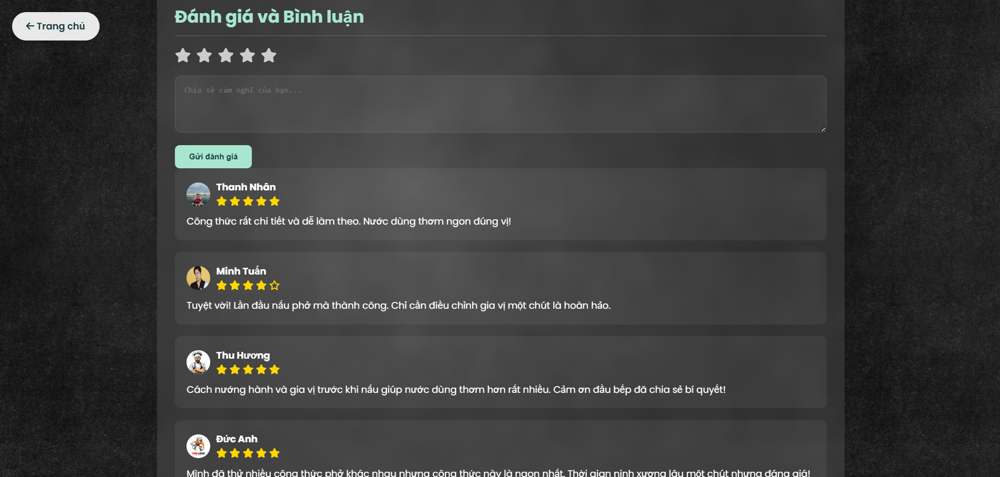 Trang chủ
Đánh giá và Bình luận
Chia sẻ cảm nghĩ của bạn...
Gửi đánh giá
Thanh Nhân
Công thức rất chi tiết và dễ làm theo. Nước dùng thơm ngon đúng vị!
Minh Tuấn
Tuyệt vời! Lần đầu nấu phở mà thành công. Chỉ cần điều chỉnh gia vị một chút là hoàn hảo.
Thu Hương
Cách nướng hành và gia vị trước khi nấu giúp nước dùng thơm hơn rất nhiều. Cảm ơn đầu bếp đã chia sẻ bí quyết!
Đức Anh
CHEF LOGO
Mình đã thử nhiều công thức phở khác nhau nhưng công thức này là ngon nhất. Thời gian ninh xương lâu một chút nhưng đáng giá!